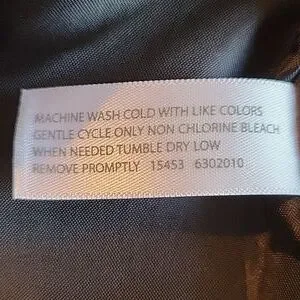 MACHINE WASH COLD WITH LIKE COLORS
GENTLE CYCLE ONLY NON CHLORINE BLEACH
WHEN NEEDED TUMBLE DRY LOW
REMOVE PROMPTLY 15453 6302010